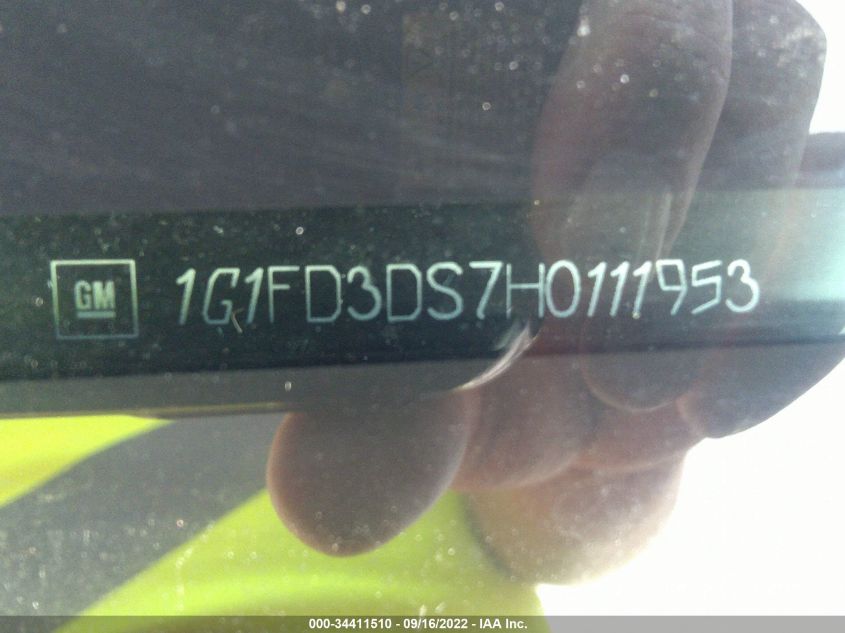 GM 1G1FD3DS7H0111953
000-34411510 - 09/16/2022 - IAA Inc.